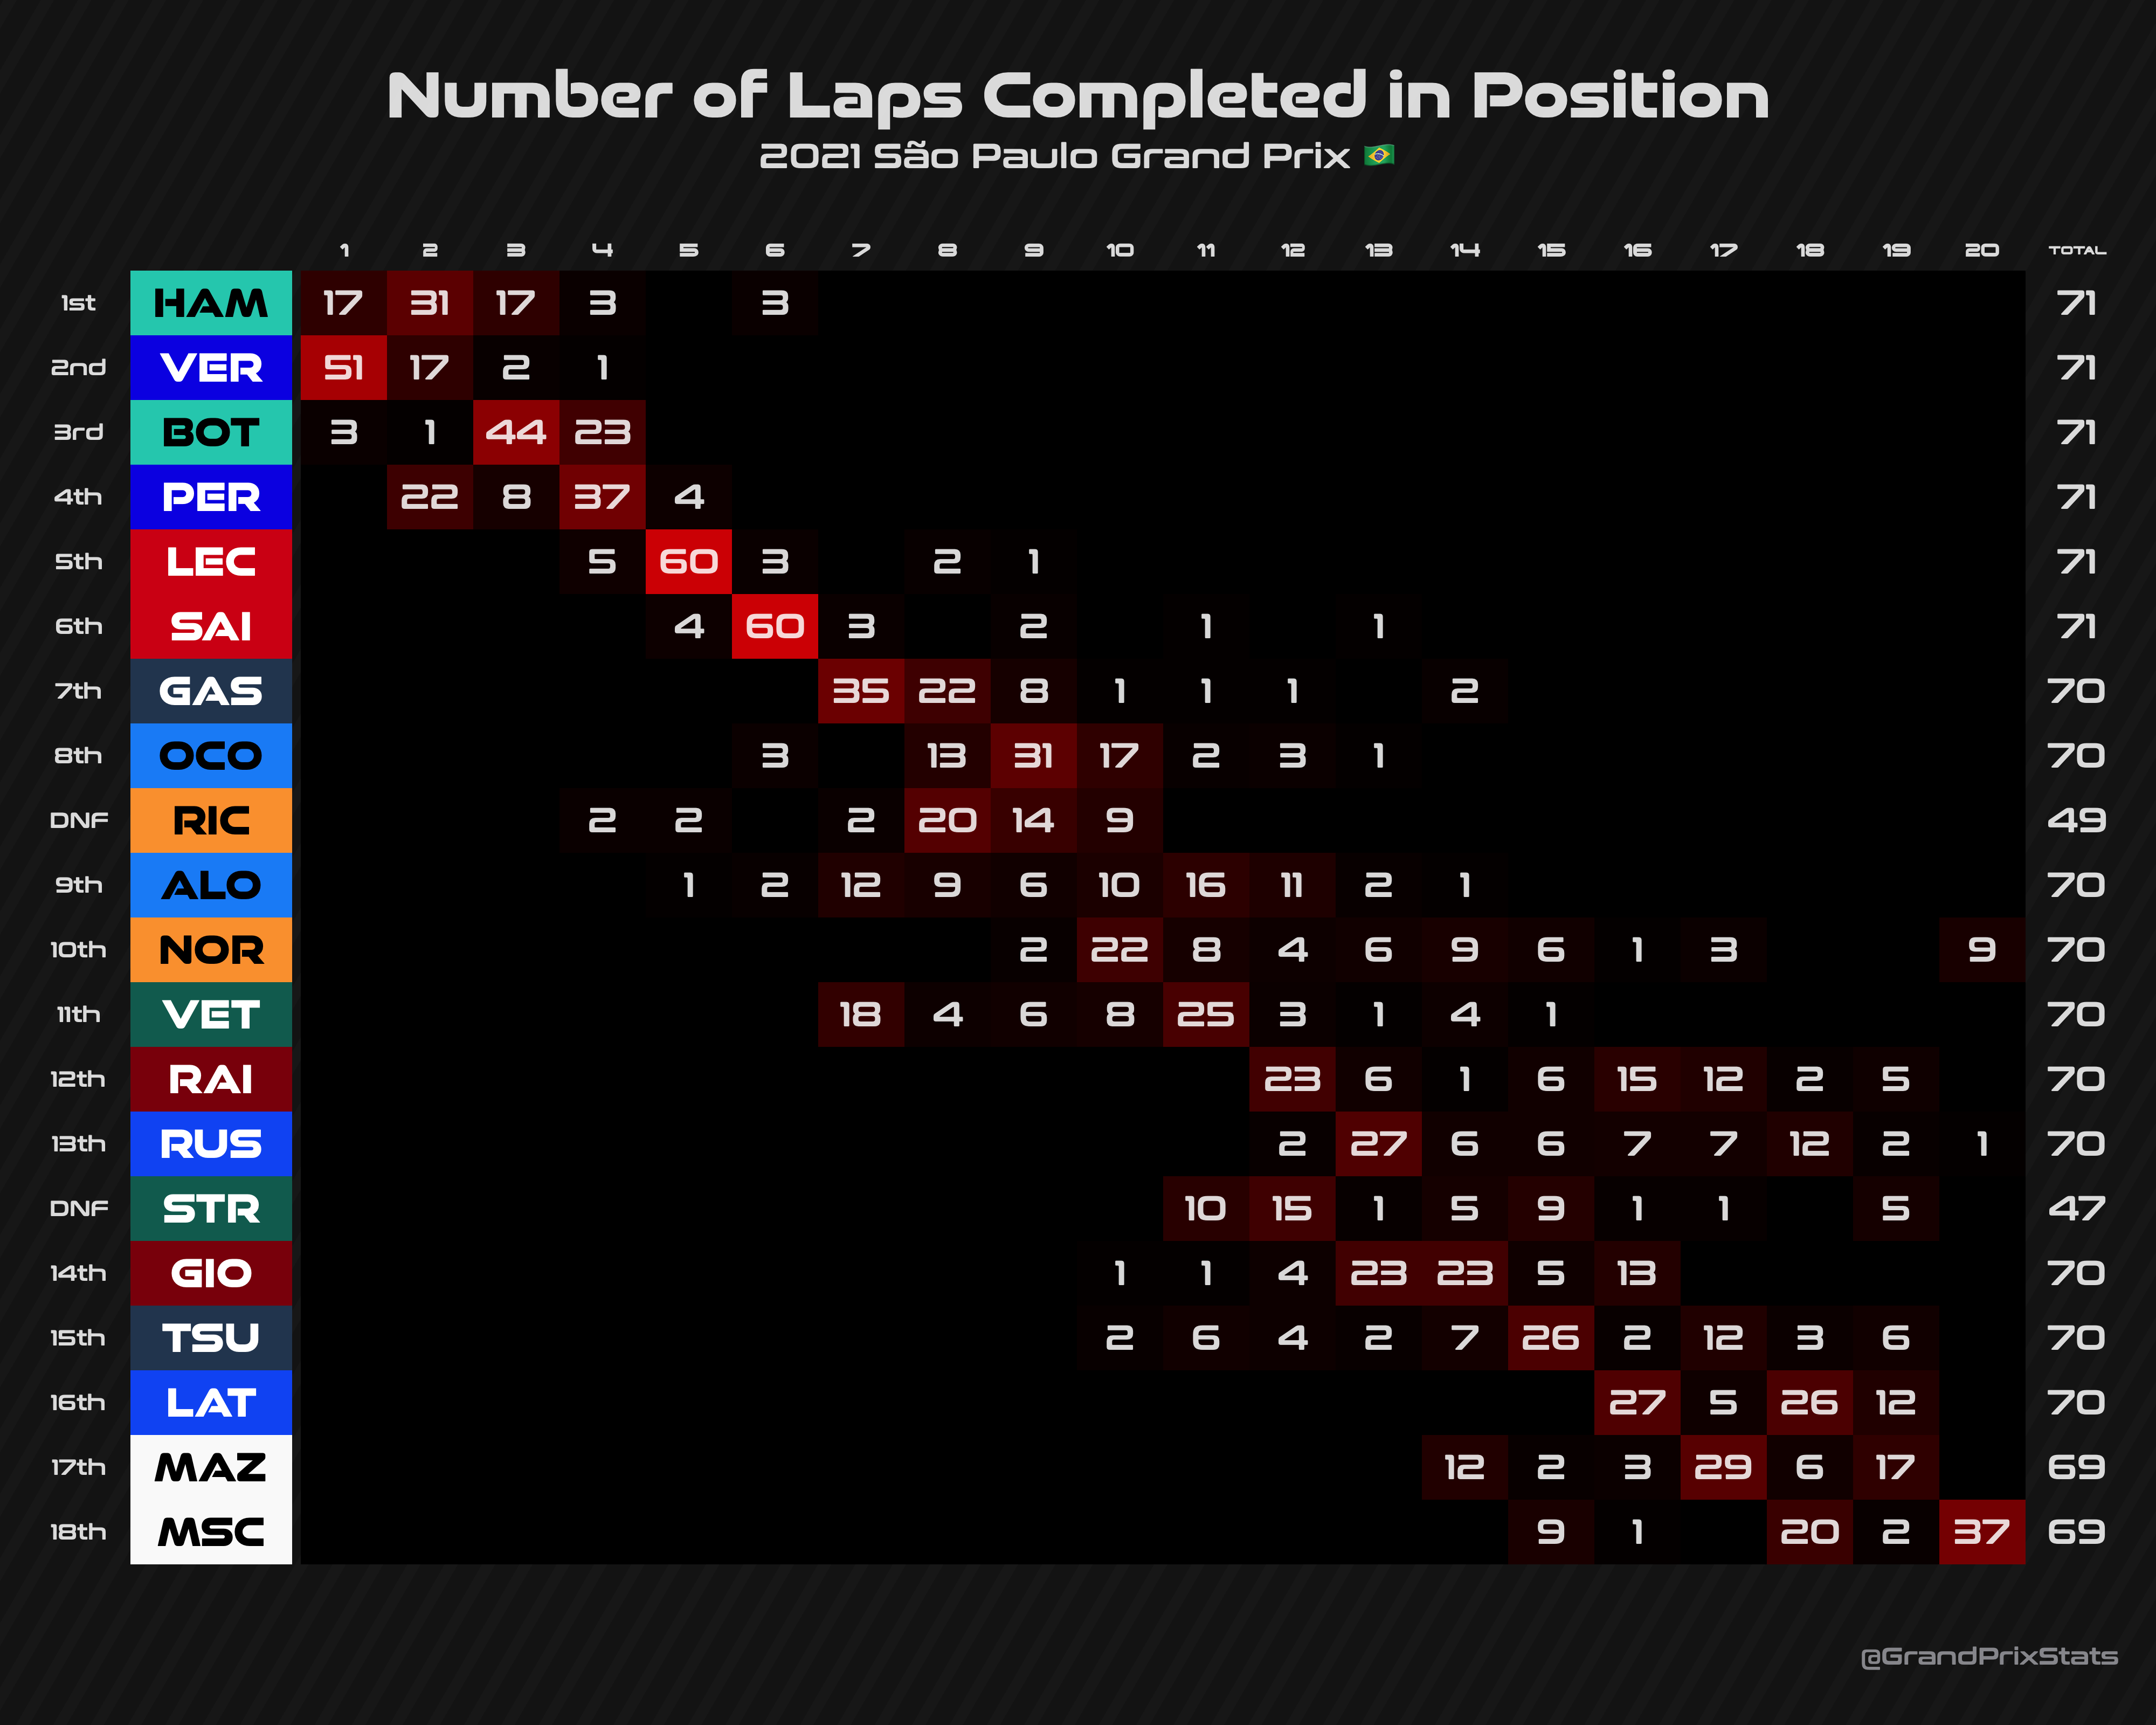 Number of Laps Completed in Position
2021 São Paulo Grand Prix 🇧🇷
1 2 3 4 5 6 7 8 9 10 11 12 13 14 15 16 17 18 19 20 TOTAL
1st HAM 17 31 17 3 3 71
2nd VER 51 17 2 1 71
3rd BOT 3 1 44 23 71
4th PER 22 8 37 4 71
5th LEC 5 60 3 2 1 71
6th SAI 4 60 3 2 1 1 71
7th GAS 35 22 8 1 1 1 2 70
8th OCO 3 13 31 17 2 3 1 70
DNF RIC 2 2 2 20 14 9 49
9th ALO 1 2 12 9 6 10 16 11 2 1 70
10th NOR 2 22 8 4 6 9 6 1 3 9 70
11th VET 18 4 6 8 25 3 1 4 1 70
12th RAI 23 6 1 6 15 12 2 5 70
13th RUS 2 27 6 6 7 7 12 2 1 70
DNF STR 10 15 1 5 9 1 1 5 47
14th GIO 1 1 4 23 23 5 13 70
15th TSU 2 6 4 2 7 26 2 12 3 6 70
16th LAT 27 5 26 12 70
17th MAZ 12 2 3 29 6 17 69
18th MSC 9 1 20 2 37 69
@GrandPrixStats